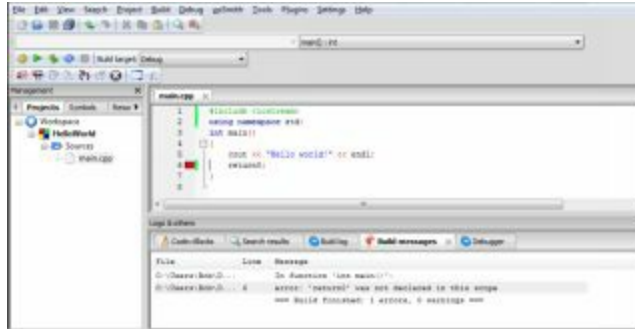 File Edit View Search Project Build Debug wxSmith Tools Plugins Settings Help
main() : int
Build target: Debug
Management
Projects Symbols
main.cpp
Workspace
HelloWorld
Sources
main.cpp
1 #include <iostream>
2 using namespace std;
3 int main()
4 {
5 cout << "Hello world!" << endl;
6 return0;
7 }
8
Logs & others
Code::Blocks Search results Build log Build messages Debugger
File Line Message
In function 'int main()':
6 error: 'return0' was not declared in this scope
=== Build finished: 1 errors, 0 warnings ===